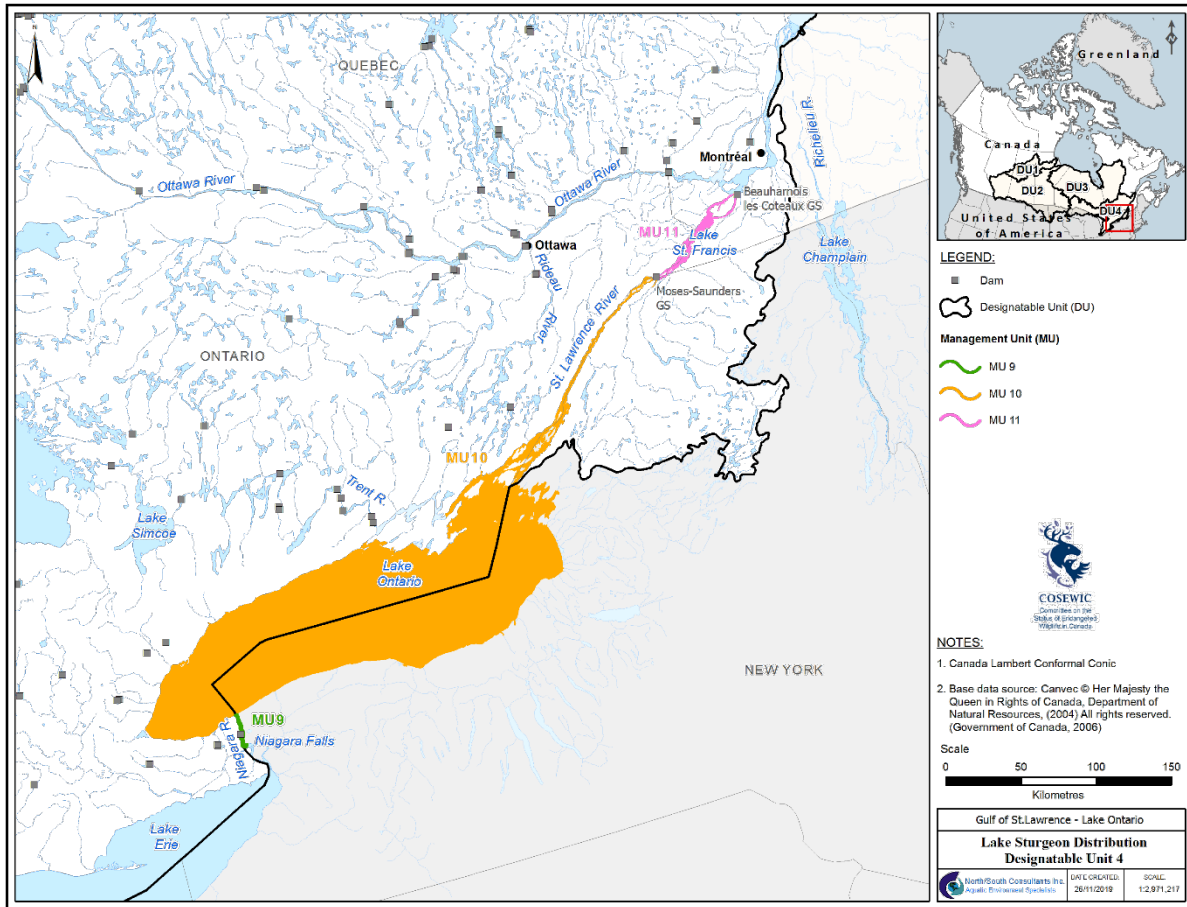 QUEBEC
Ottawa River
Ottawa River
Montréal
Richelieu R.
Beauharnois
les Coteaux GS
MU11
Lake
St. Francis
Ottawa
Rideau
River
Lake
Champlain
Moses-Saunders
GS
St. Lawrence River
ONTARIO
MU10
Trent R.
Lake
Simcoe
Lake
Ontario
NEW YORK
MU9
Niagara R.
Niagara Falls
Lake
Erie
N
Greenland
Canada
DU1
DU2
DU3
DU4
United States
of America
LEGEND:
Dam
Designatable Unit (DU)
Management Unit (MU)
MU 9
MU 10
MU 11
COSEWIC
Committee on the
Status of Endangered
Wildlife in Canada
NOTES:
1. Canada Lambert Conformal Conic
2. Base data source: Canvec © Her Majesty the
Queen in Rights of Canada, Department of
Natural Resources, (2004) All rights reserved.
(Government of Canada, 2006)
Scale
0 50 100 150
Kilometres
Gulf of St.Lawrence - Lake Ontario
Lake Sturgeon Distribution
Designatable Unit 4
North/South Consultants Inc.
Aquatic Environment Specialists
DATE CREATED:
26/11/2019
SCALE:
1:2,971,217